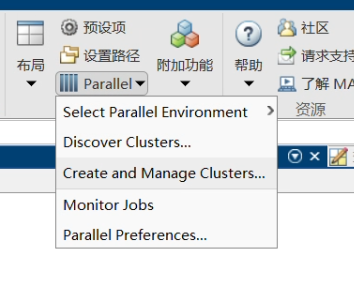 预设项
设置路径
Parallel
布局
附加功能
帮助
社区
请求支持
了解 MA
资源
Select Parallel Environment
Discover Clusters...
Create and Manage Clusters...
Monitor Jobs
Parallel Preferences...